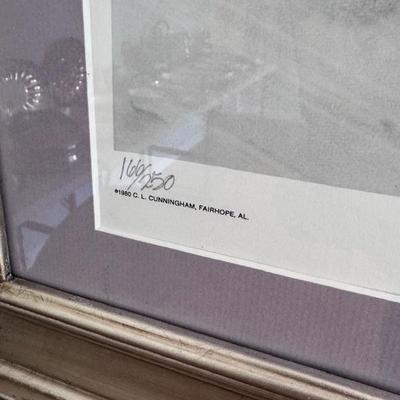 166/250
©1980 C. L. CUNNINGHAM, FAIRHOPE, AL.